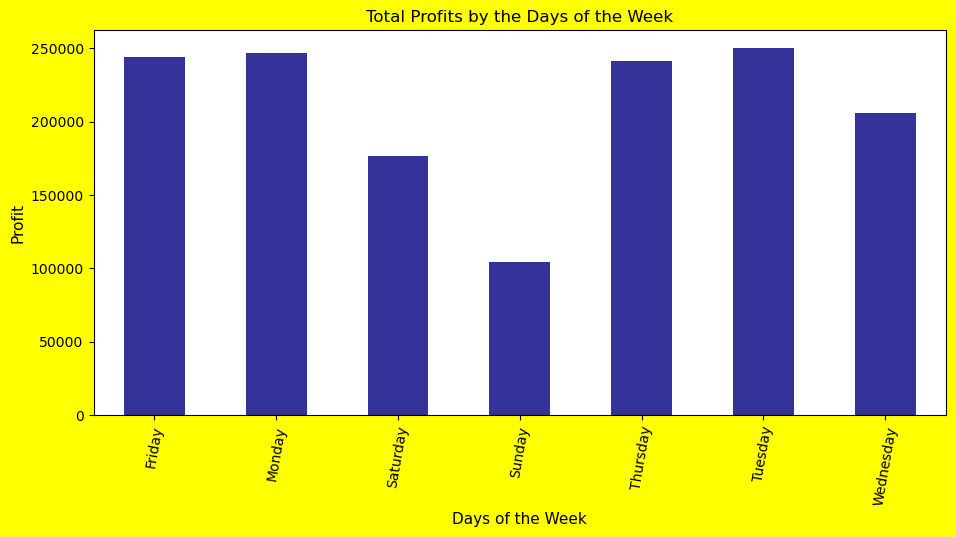 Total Profits by the Days of the Week
250000
200000
150000
100000
50000
0
Profit
Friday
Monday
Saturday
Sunday
Thursday
Tuesday
Wednesday
Days of the Week